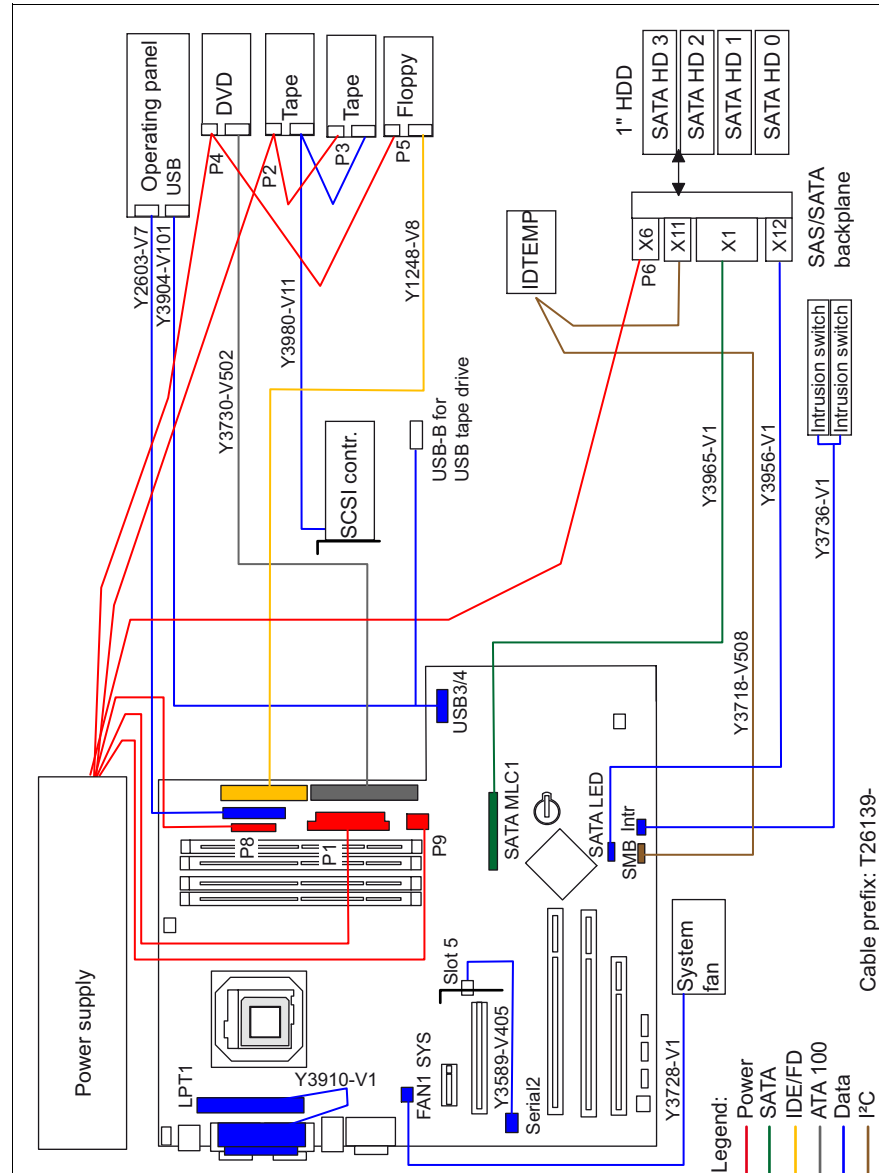 Operating panel
USB
DVD
Tape
Tape
Floppy
P4
P2
P3
P5
Y2603-V7
Y3904-V101
Y3730-V502
Y3980-V11
Y1248-V8
1" HDD
SATA HD 3
SATA HD 2
SATA HD 1
SATA HD 0
IDTEMP
P6
X6
X11
X1
X12
SAS/SATA
backplane
SCSI contr.
USB-B for
USB tape drive
Intrusion switch
Intrusion switch
Y3965-V1
Y3956-V1
Y3736-V1
Y3718-V508
USB3/4
Power supply
P8
P1
P9
SATA MLC1
SATA LED
SMB
Intr
LPT1
Y3910-V1
FAN1 SYS
Slot 5
Y3589-V405
Serial2
System
fan
Y3728-V1
Legend:
Power
SATA
IDE/FD
ATA 100
Data
I²C
Cable prefix: T26139-